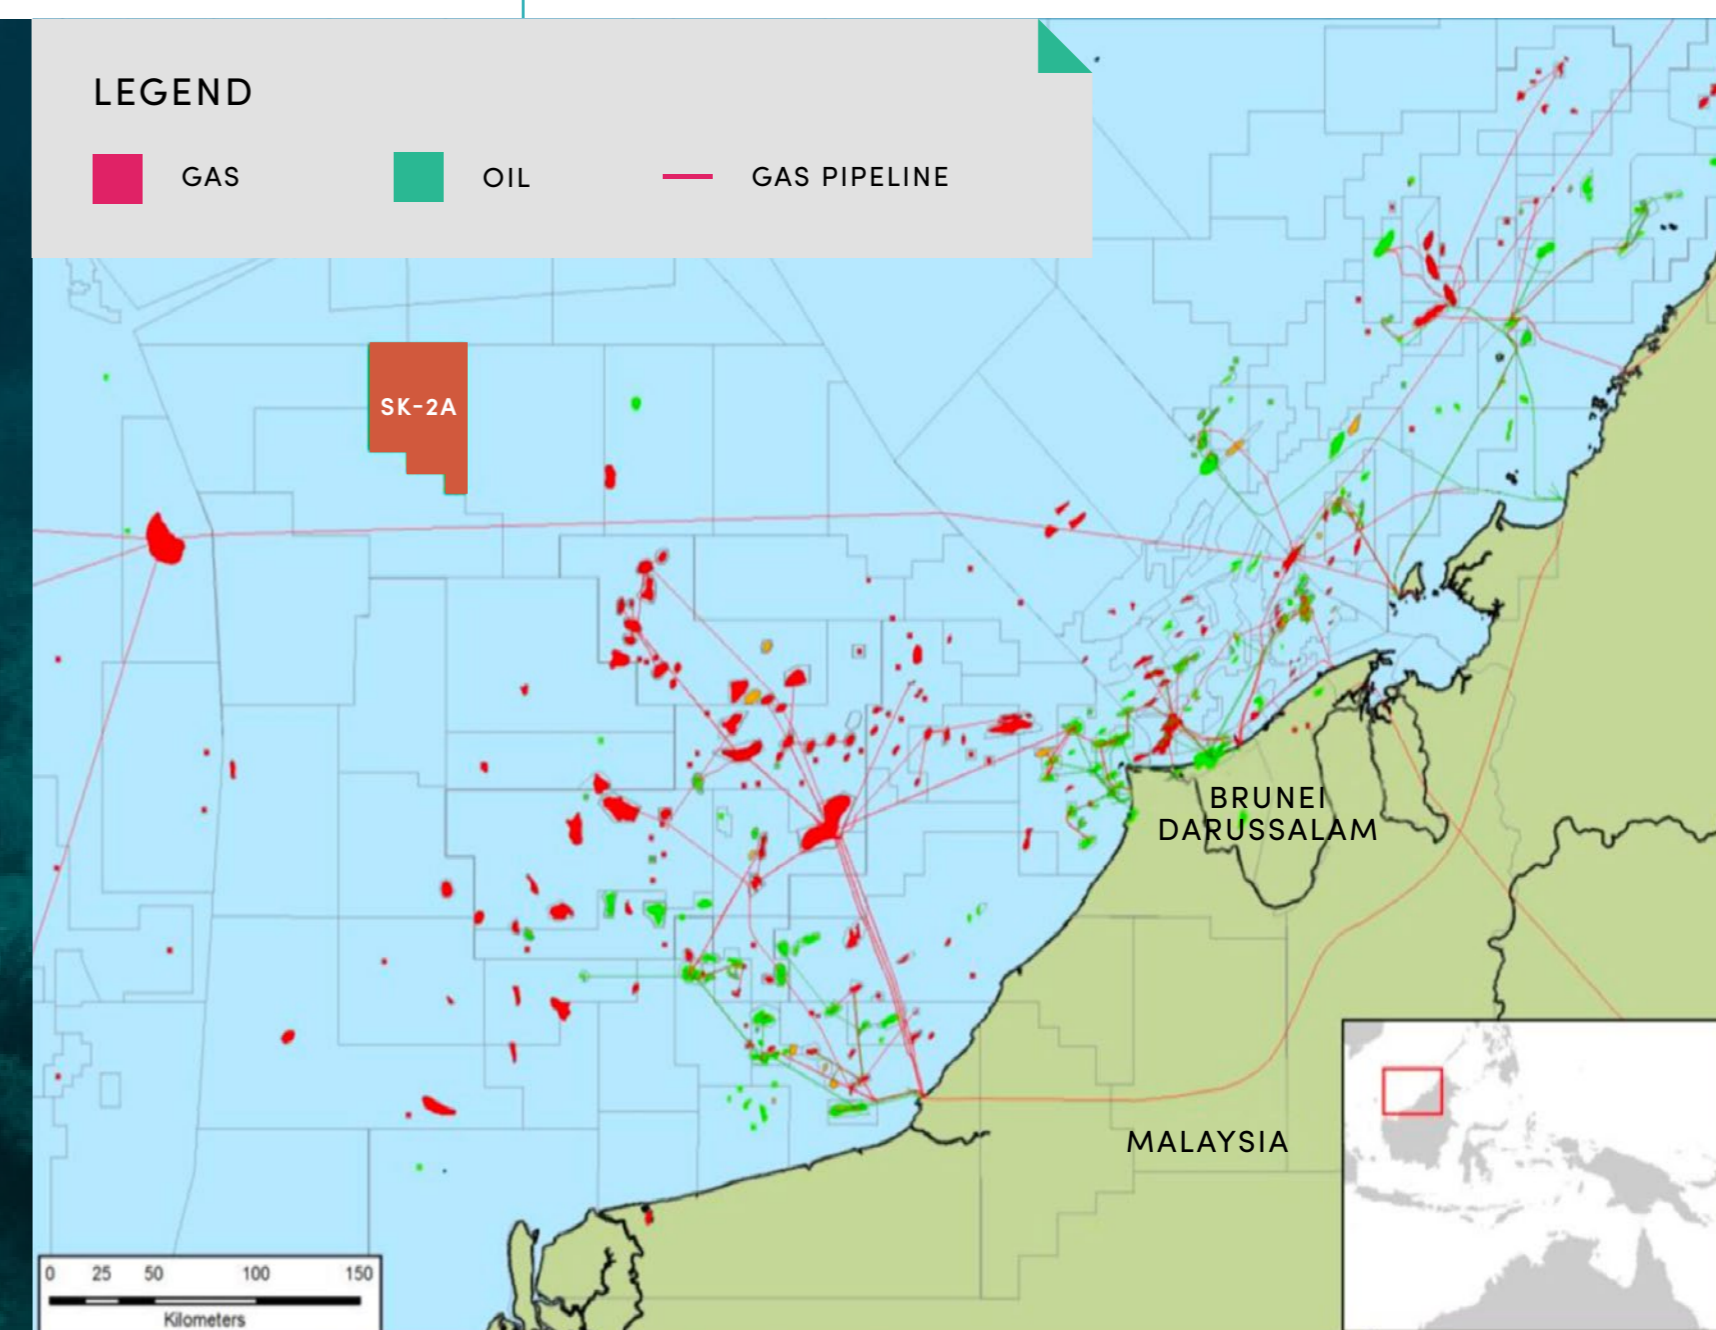 LEGEND
GAS
OIL
GAS PIPELINE
SK-2A
BRUNEI
DARUSSALAM
MALAYSIA
0 25 50 100 150
Kilometers